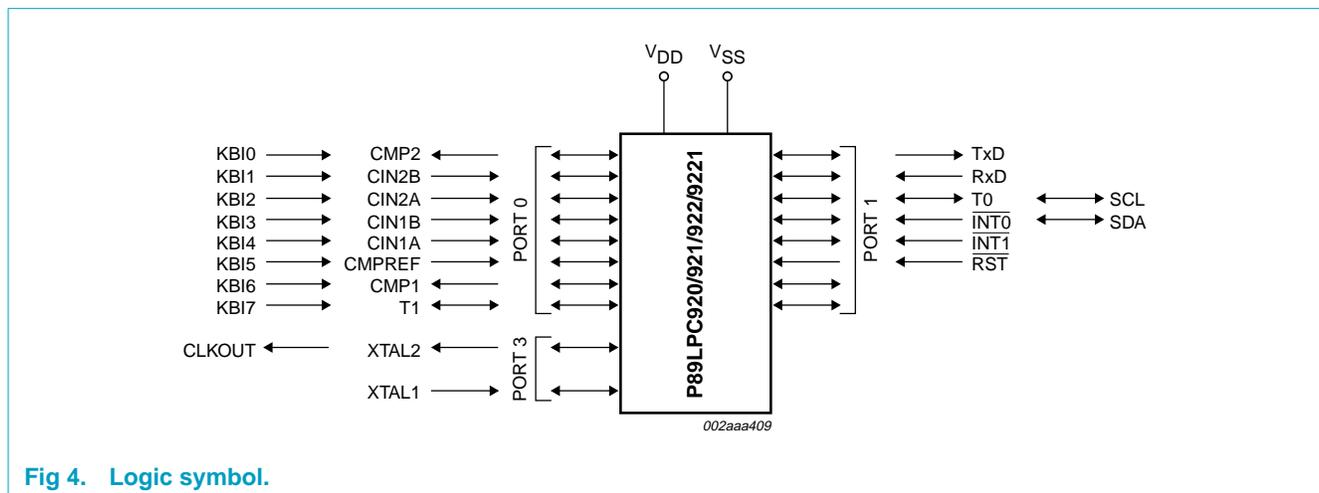 VDD VSS
KBI0 CMP2 TxD
KBI1 CIN2B RxD
KBI2 CIN2A T0 SCL
KBI3 CIN1B INT0 SDA
KBI4 CIN1A INT1
KBI5 CMPREF RST
KBI6 CMP1
KBI7 T1
PORT 0
P89LPC920/921/922/9221
PORT 1
CLKOUT XTAL2
XTAL1
PORT 3
002aaa409
Fig 4. Logic symbol.